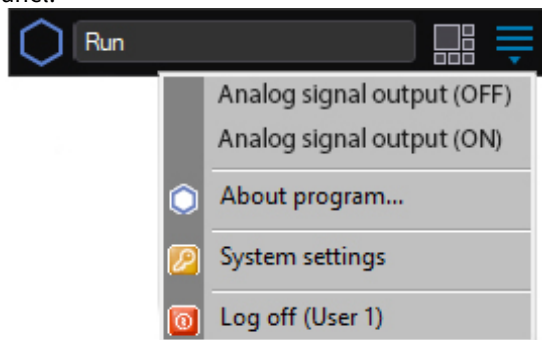 Run
Analog signal output (OFF)
Analog signal output (ON)
About program...
System settings
Log off (User 1)